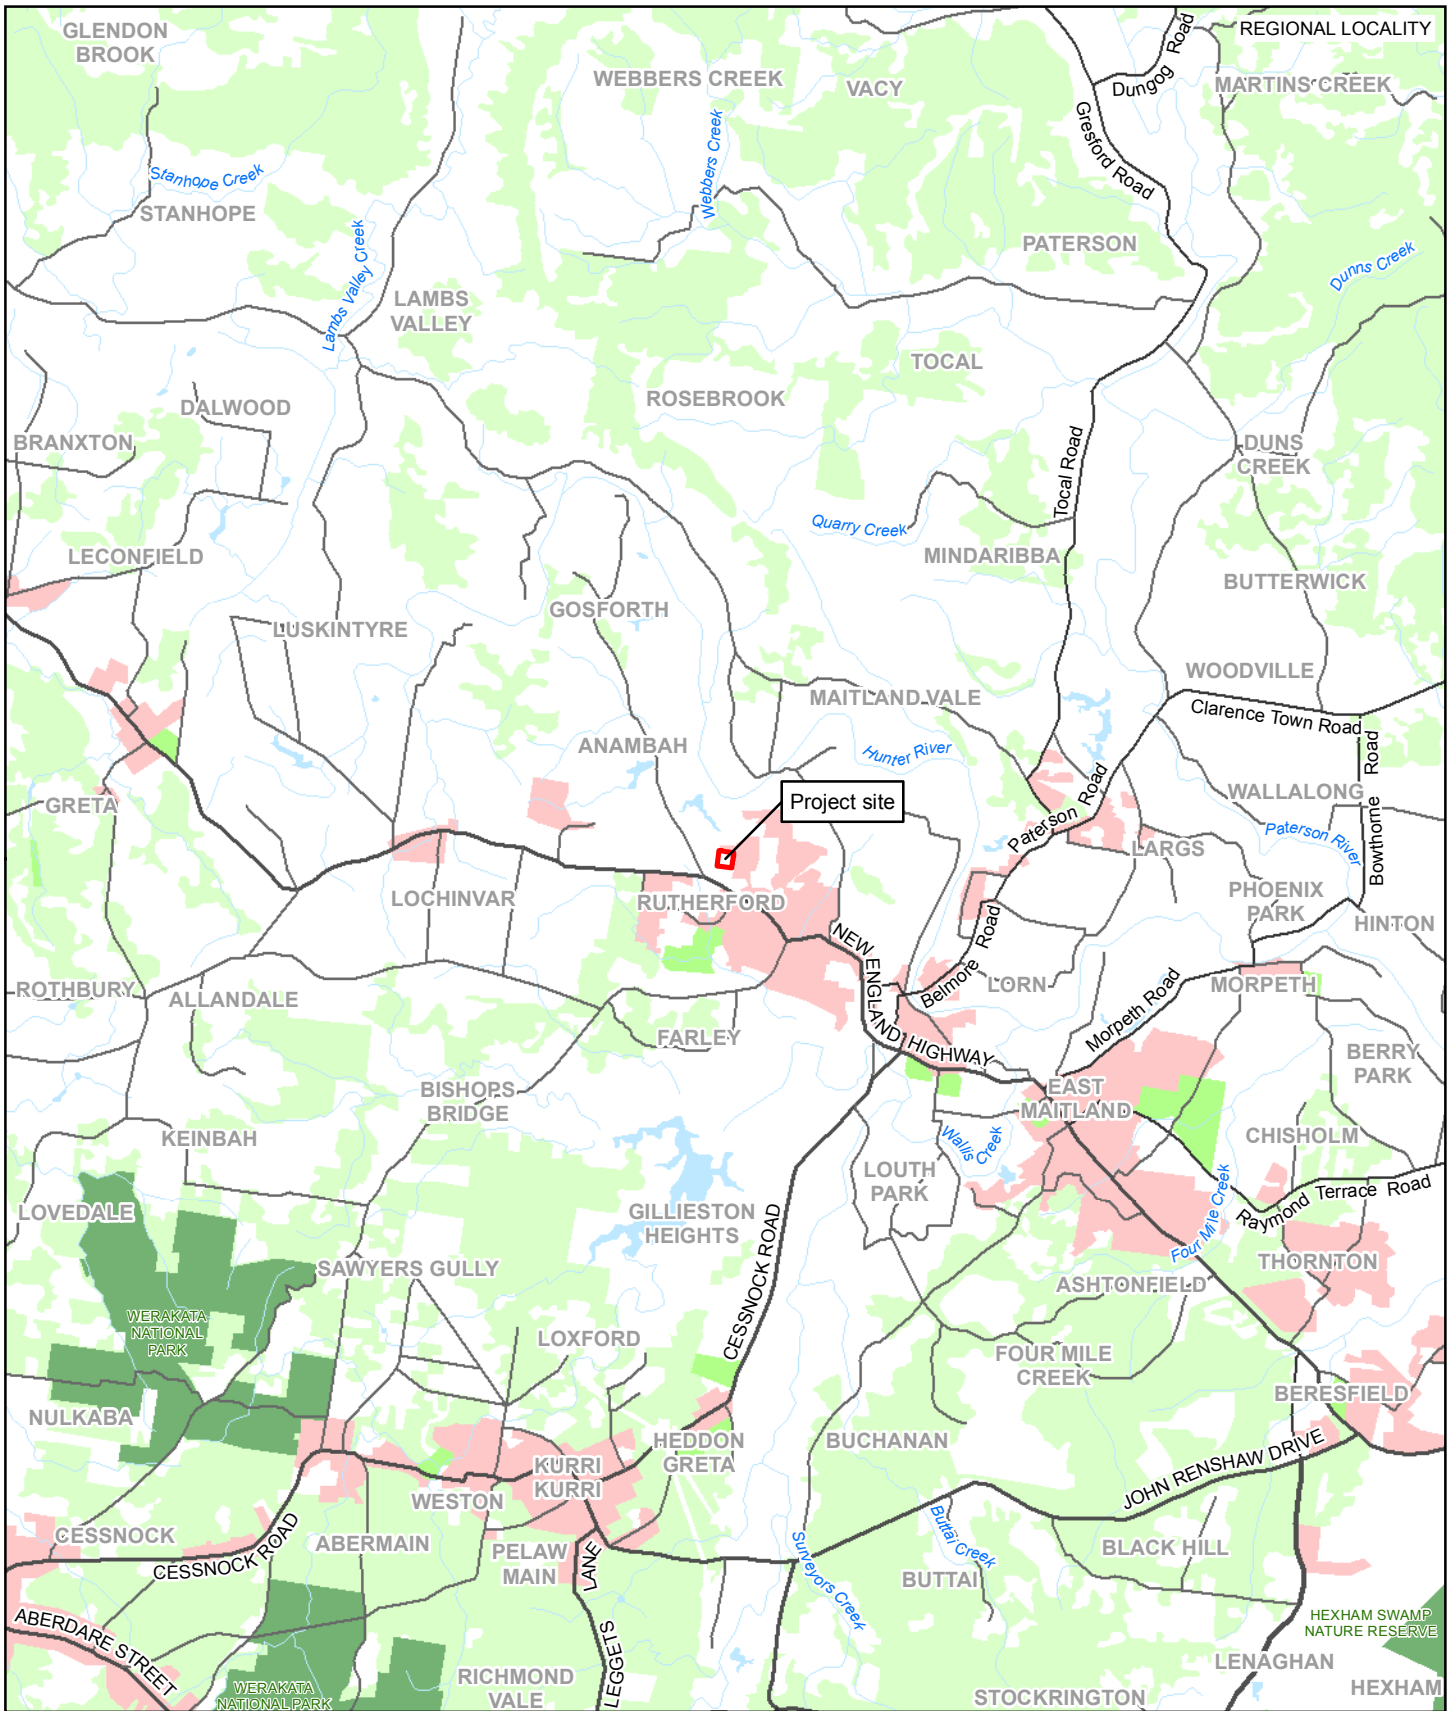 REGIONAL LOCALITY
GLENDON
BROOK
WEBBERS CREEK
VACY
Dungog Road
MARTINS CREEK
Gresford Road
Webbers Creek
Stanhope Creek
STANHOPE
PATERSON
Dunns Creek
Lambs Valley Creek
LAMBS
VALLEY
TOCAL
ROSEBROOK
DALWOOD
BRANXTON
DUNS
CREEK
Tocal Road
Quarry Creek
MINDARIBBA
LECONFIELD
BUTTERWICK
GOSFORTH
LUSKINTYRE
WOODVILLE
MAITLAND VALE
Clarence Town Road
ANAMBAH
Hunter River
Bowthorne Road
Project site
GRETA
WALLALONG
Paterson Road
Paterson River
LARGS
LOCHINVAR
RUTHERFORD
PHOENIX
PARK
HINTON
NEW ENGLAND HIGHWAY
Belmore Road
ROTHBURY
ALLANDALE
LORN
MORPETH
Morpeth Road
FARLEY
BERRY
PARK
BISHOPS
BRIDGE
EAST
MAITLAND
KEINBAH
Wallis
Creek
CHISHOLM
LOUTH
PARK
LOVEDALE
Raymond Terrace Road
GILLIESTON
HEIGHTS
Four Mile Creek
CESSNOCK ROAD
SAWYERS GULLY
THORNTON
ASHTONFIELD
WERAKATA
NATIONAL
PARK
LOXFORD
FOUR MILE
CREEK
BERESFIELD
NULKABA
HEDDON
GRETA
BUCHANAN
KURRI
KURRI
JOHN RENSHAW DRIVE
WESTON
CESSNOCK
CESSNOCK ROAD
ABERMAIN
PELAW
MAIN
LEGGETS LANE
Surveyors Creek
Buttai Creek
BLACK HILL
BUTTAI
ABERDARE STREET
HEXHAM SWAMP
NATURE RESERVE
LENAGHAN
RICHMOND
VALE
WERAKATA
NATIONAL PARK
STOCKRINGTON
HEXHAM